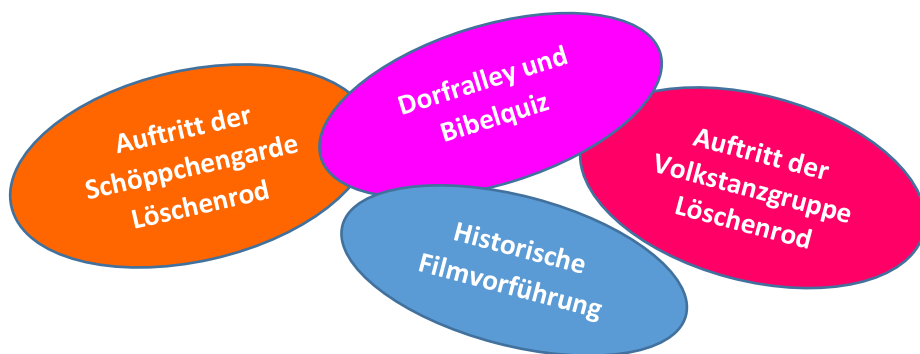 Auftritt der
Schöppchengarde
Löschenrod
Dorfralley und
Bibelquiz
Auftritt der
Volkstanzgruppe
Löschenrod
Historische
Filmvorführung